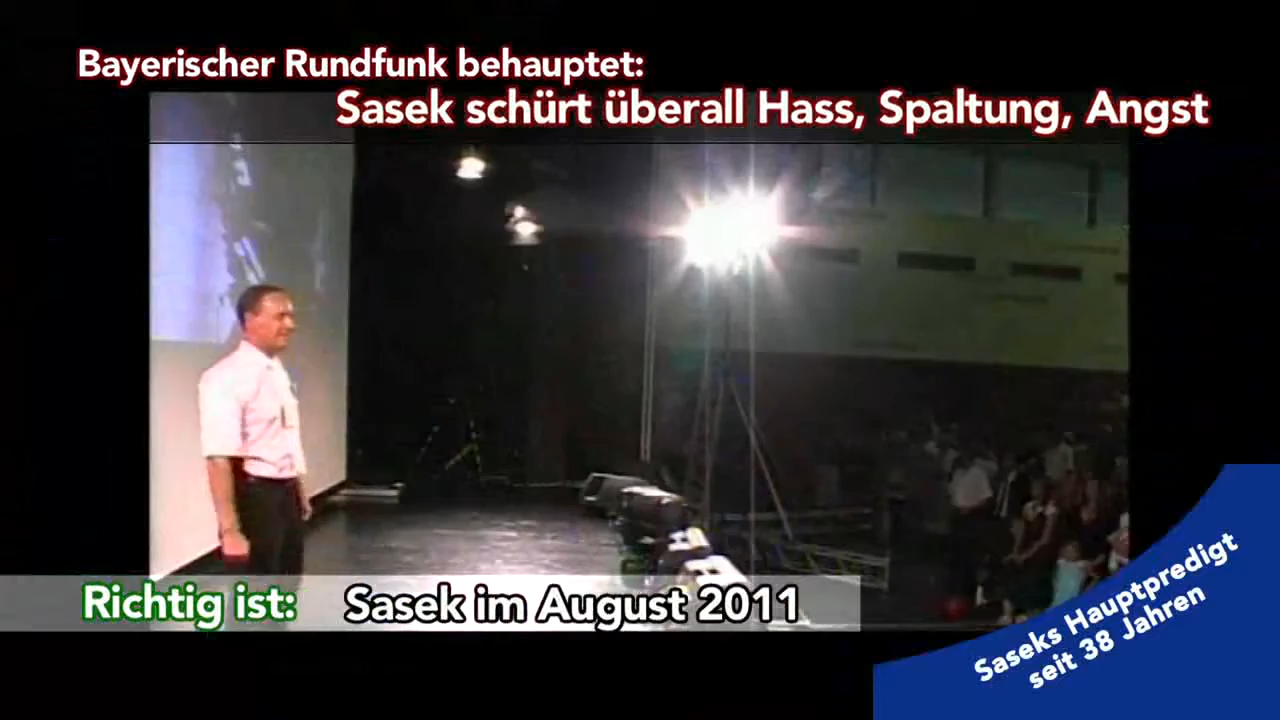 Bayerischer Rundfunk behauptet:
Sasek schürt überall Hass, Spaltung, Angst
Richtig ist: Sasek im August 2011
Saseks Hauptpredigt
seit 38 Jahren